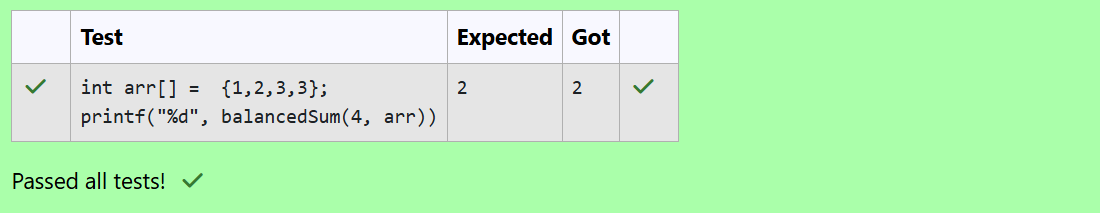 Test Expected Got
int arr[] =  {1,2,3,3}; 2 2
printf("%d", balancedSum(4, arr))
Passed all tests!